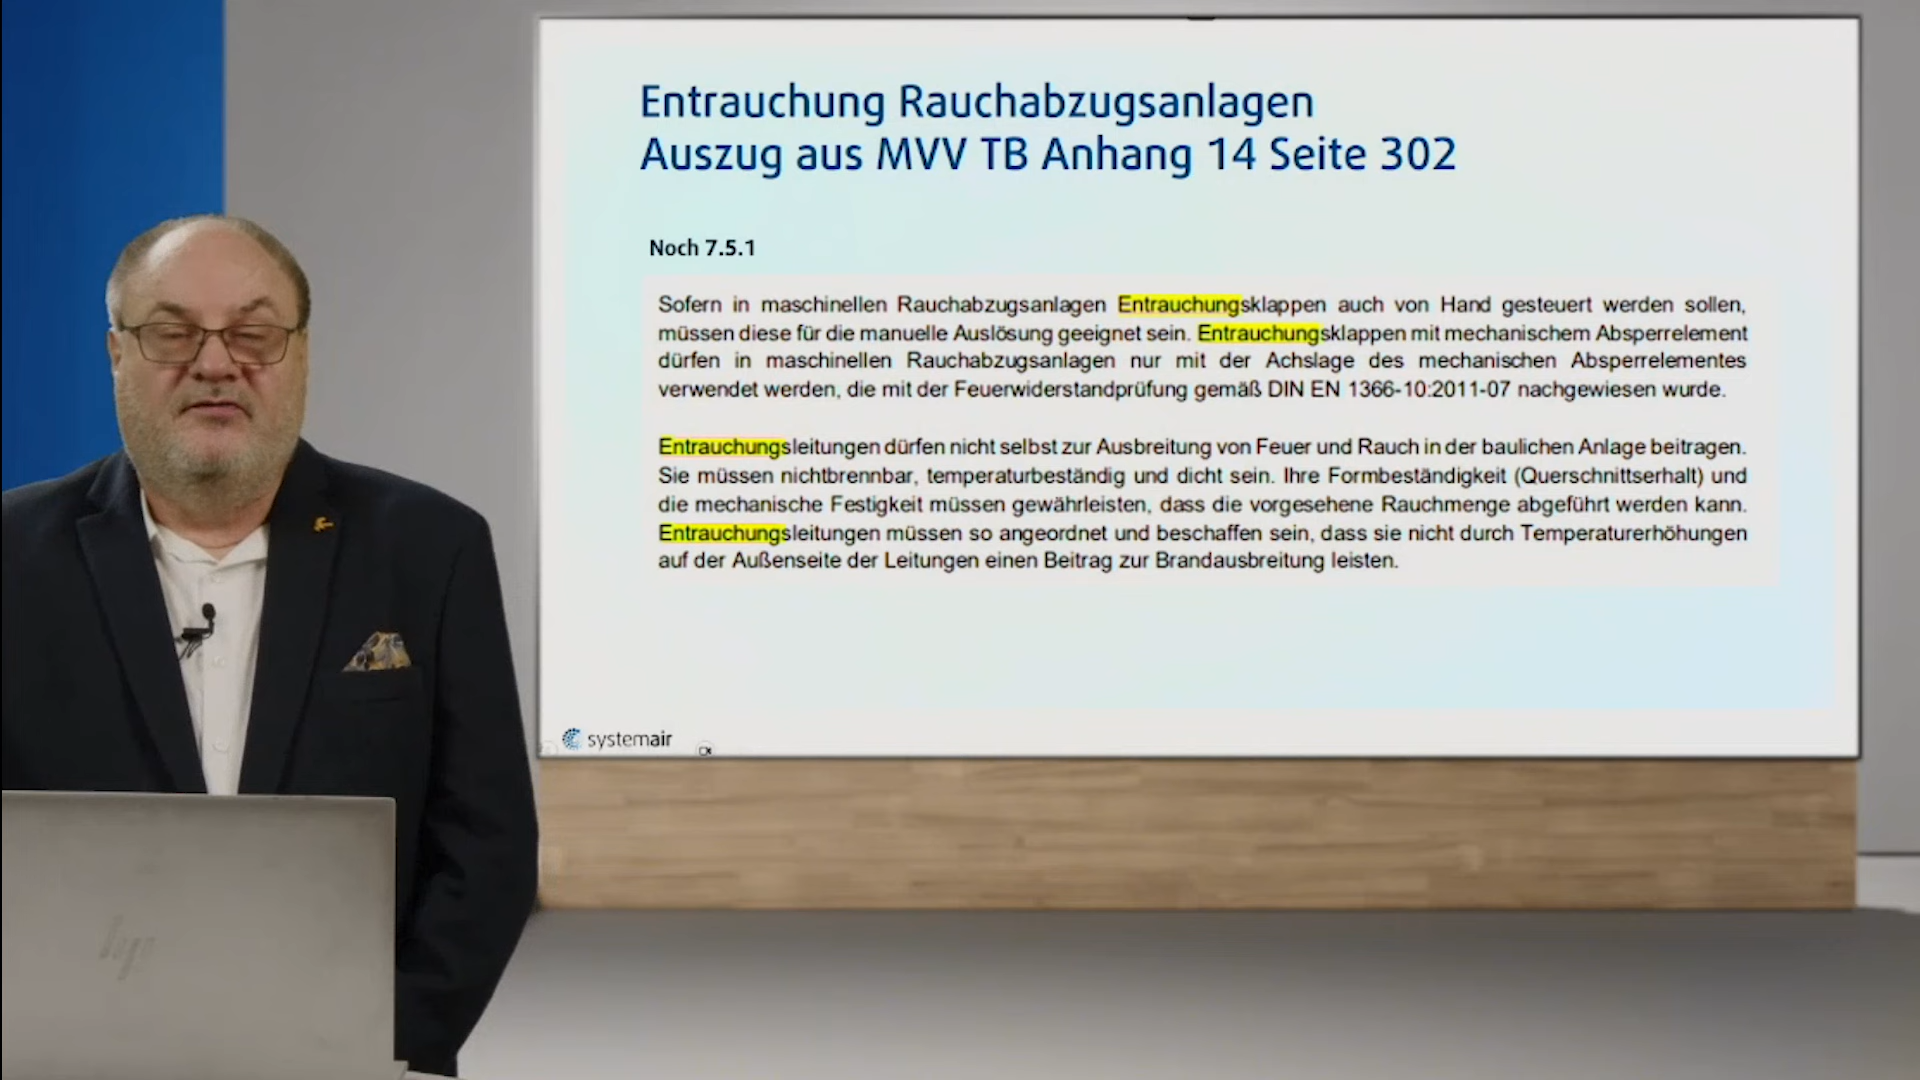 Entrauchung Rauchabzugsanlagen
Auszug aus MVV TB Anhang 14 Seite 302
Noch 7.5.1
Sofern in maschinellen Rauchabzugsanlagen Entrauchungsklappen auch von Hand gesteuert werden sollen,
müssen diese für die manuelle Auslösung geeignet sein. Entrauchungsklappen mit mechanischem Absperrelement
dürfen in maschinellen Rauchabzugsanlagen nur mit der Achslage des mechanischen Absperrelementes
verwendet werden, die mit der Feuerwiderstandprüfung gemäß DIN EN 1366-10:2011-07 nachgewiesen wurde.
Entrauchungsleitungen dürfen nicht selbst zur Ausbreitung von Feuer und Rauch in der baulichen Anlage beitragen.
Sie müssen nichtbrennbar, temperaturbeständig und dicht sein. Ihre Formbeständigkeit (Querschnittserhalt) und
die mechanische Festigkeit müssen gewährleisten, dass die vorgesehene Rauchmenge abgeführt werden kann.
Entrauchungsleitungen müssen so angeordnet und beschaffen sein, dass sie nicht durch Temperaturerhöhungen
auf der Außenseite der Leitungen einen Beitrag zur Brandausbreitung leisten.
systemair
hp